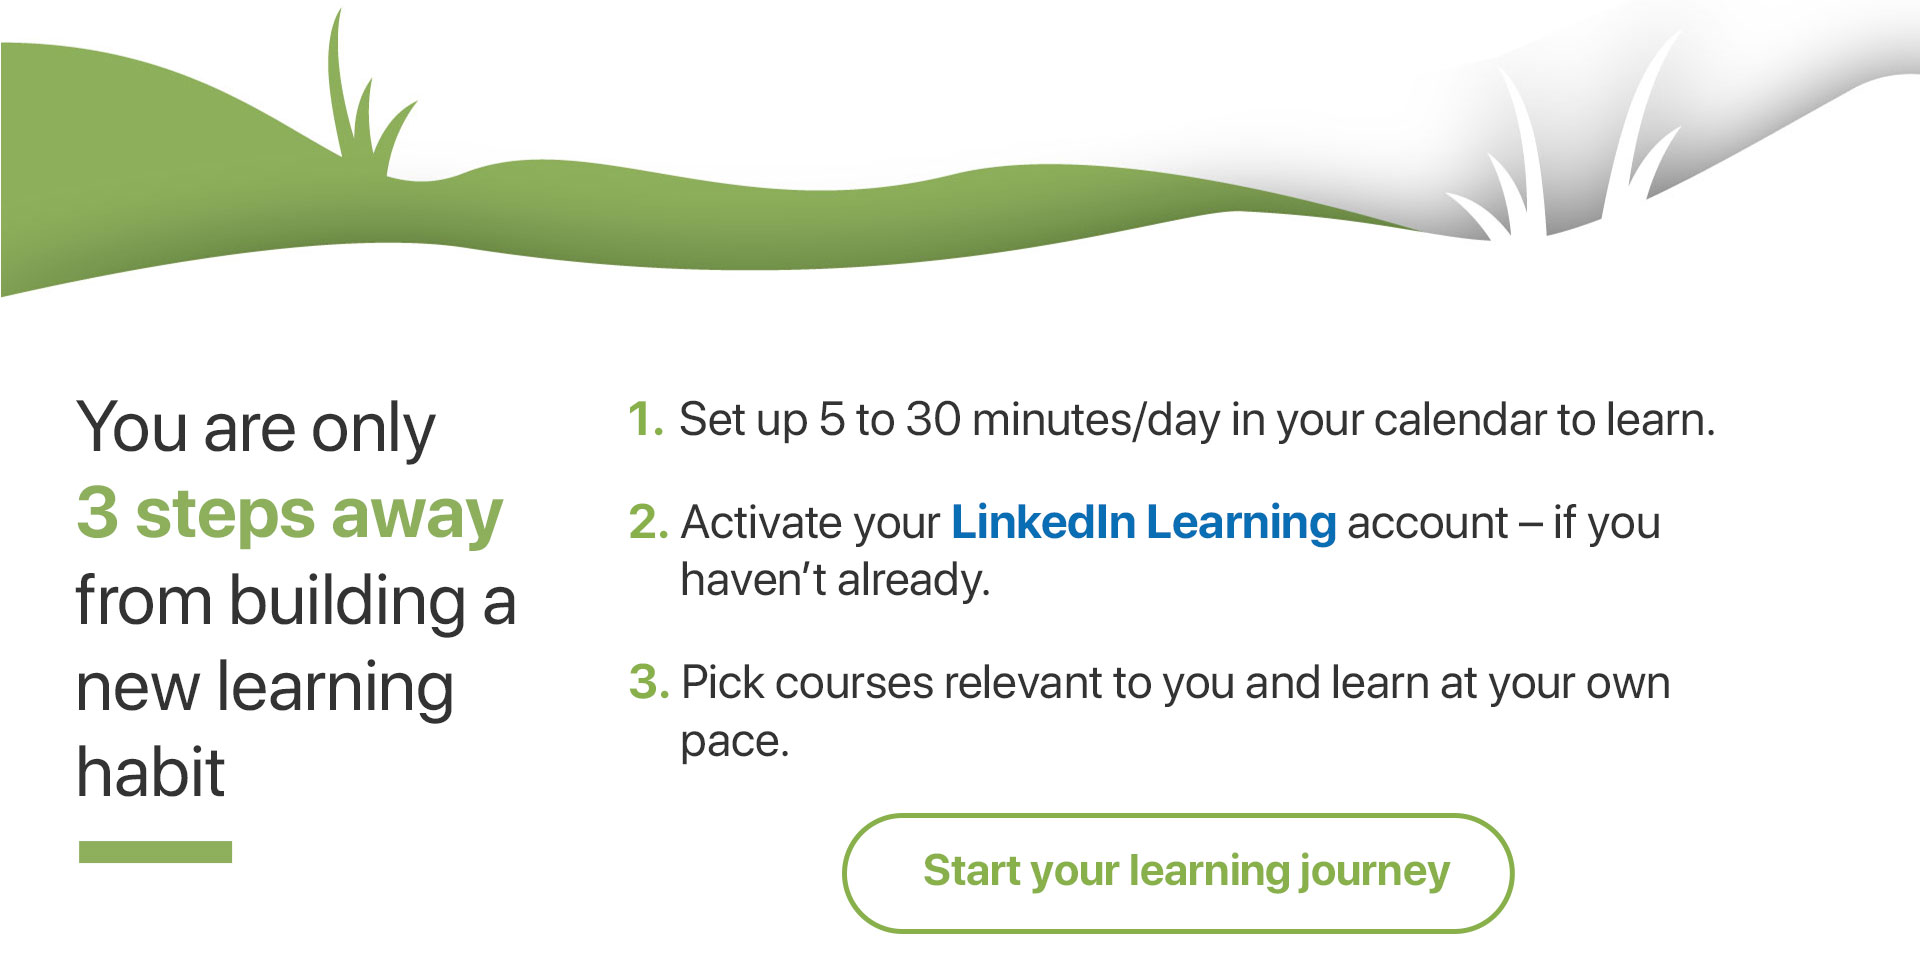 You are only
3 steps away
from building a
new learning
habit
1. Set up 5 to 30 minutes/day in your calendar to learn.
2. Activate your LinkedIn Learning account – if you
haven’t already.
3. Pick courses relevant to you and learn at your own
pace.
Start your learning journey